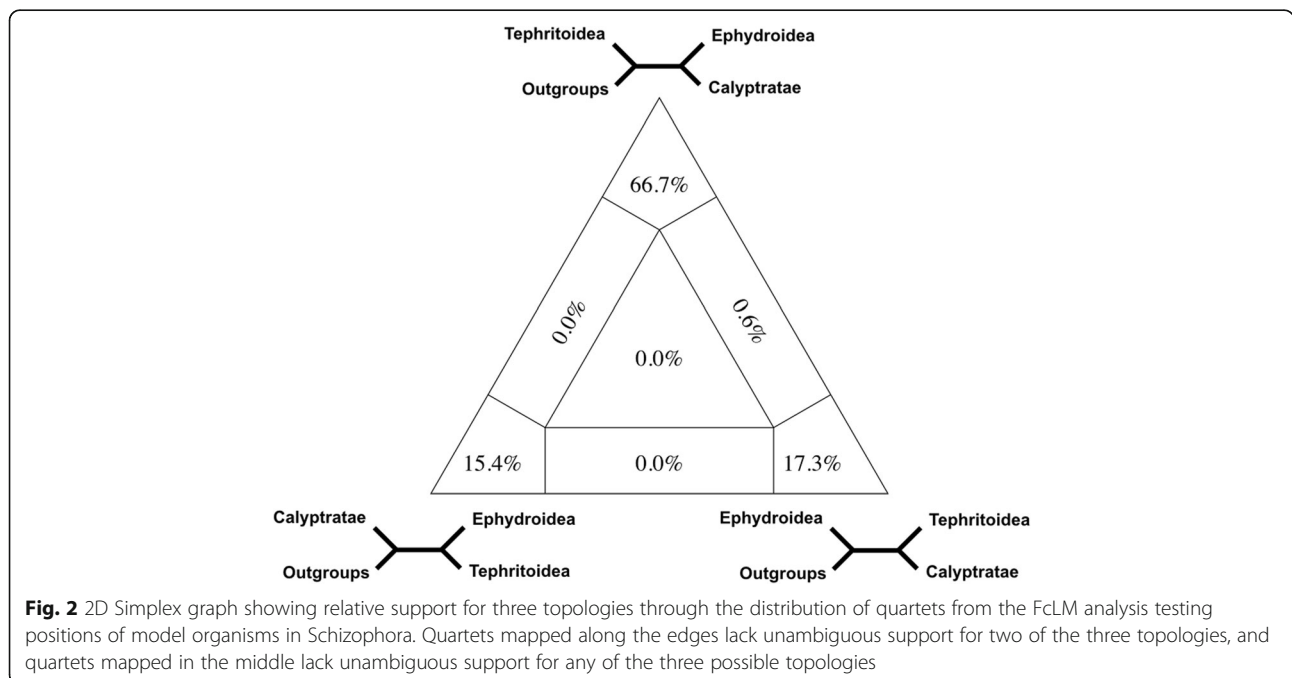 Tephritoidea Ephydroidea
Outgroups Calyptratae
66.7%
0.0% 0.6%
0.0%
15.4% 0.0% 17.3%
Calyptratae Ephydroidea Ephydroidea Tephritoidea
Outgroups Tephritoidea Outgroups Calyptratae
Fig. 2 2D Simplex graph showing relative support for three topologies through the distribution of quartets from the FcLM analysis testing
positions of model organisms in Schizophora. Quartets mapped along the edges lack unambiguous support for two of the three topologies, and
quartets mapped in the middle lack unambiguous support for any of the three possible topologies